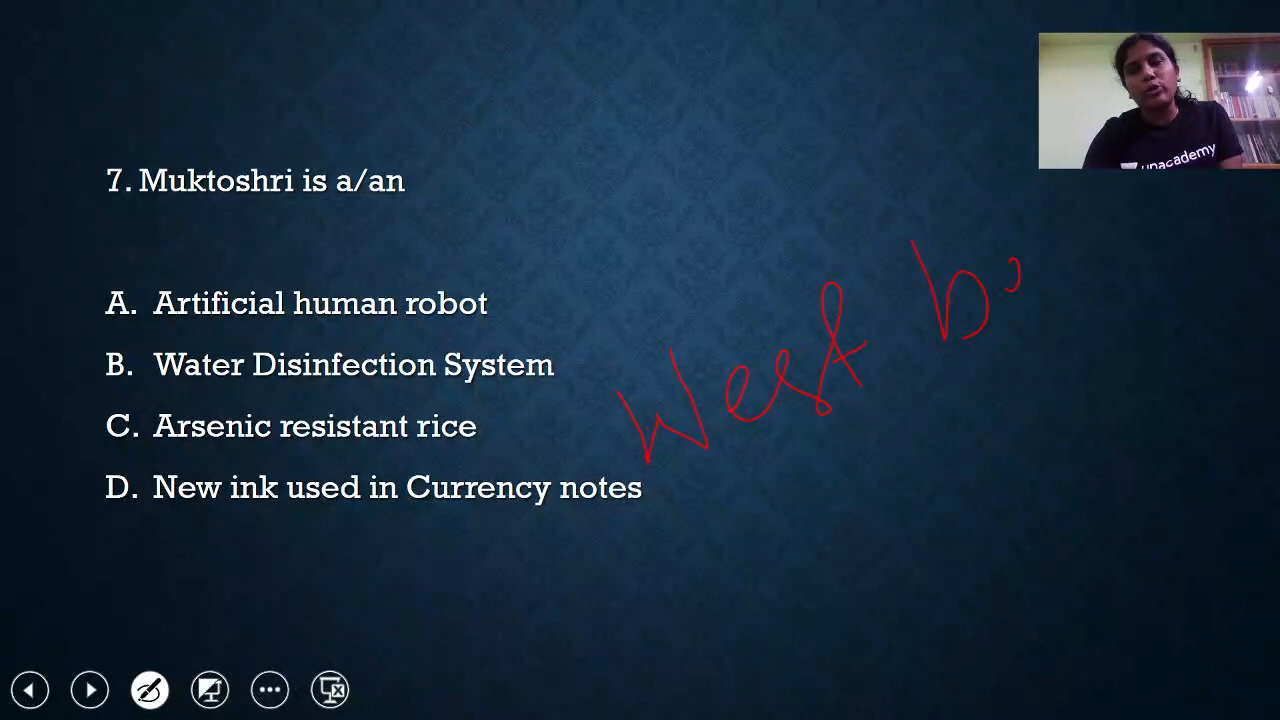 unacademy
7. Muktoshri is a/an
A. Artificial human robot
B. Water Disinfection System
C. Arsenic resistant rice
D. New ink used in Currency notes
West b